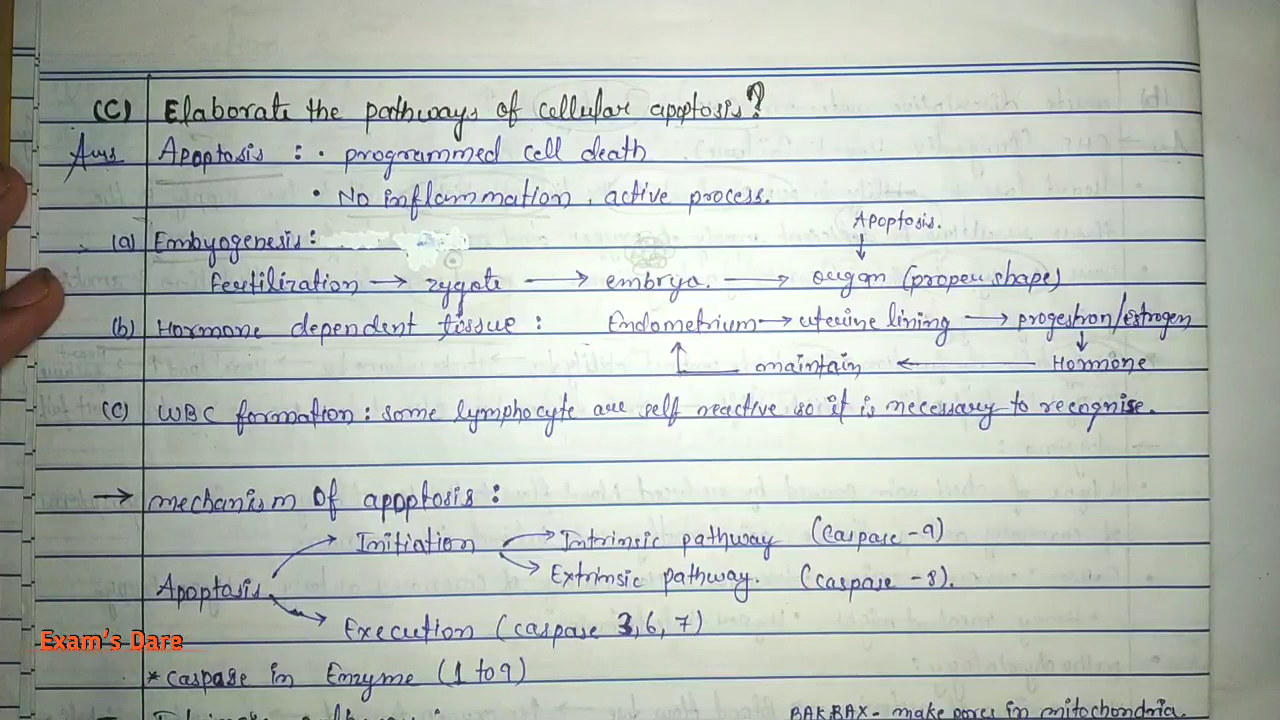 (C) Elaborate the pathways of cellular apoptosis?
Ans Apoptosis : • programmed cell death
• No inflammation, active process.
Apoptosis.
(a) Embyogenesis :
↓
Fertilization → zygote → embryo. → organ (proper shape)
(b) Hormone dependent tissue : Endometrium → uterine lining → progestron/estrogen
↑ maintain ← Hormone
(c) WBC formation : some lymphocyte are self reactive so it is necessary to recognise.
→ mechanism Of apoptosis :
Initiation → Intrinsic pathway (caspase - 9)
→ Extrinsic pathway. (caspase - 8).
Apoptosis
Execution (caspase 3, 6, 7)
Exam's Dare
* caspase in Enzyme (1 to 9)
BAK BAX - make pores in mitochondria.